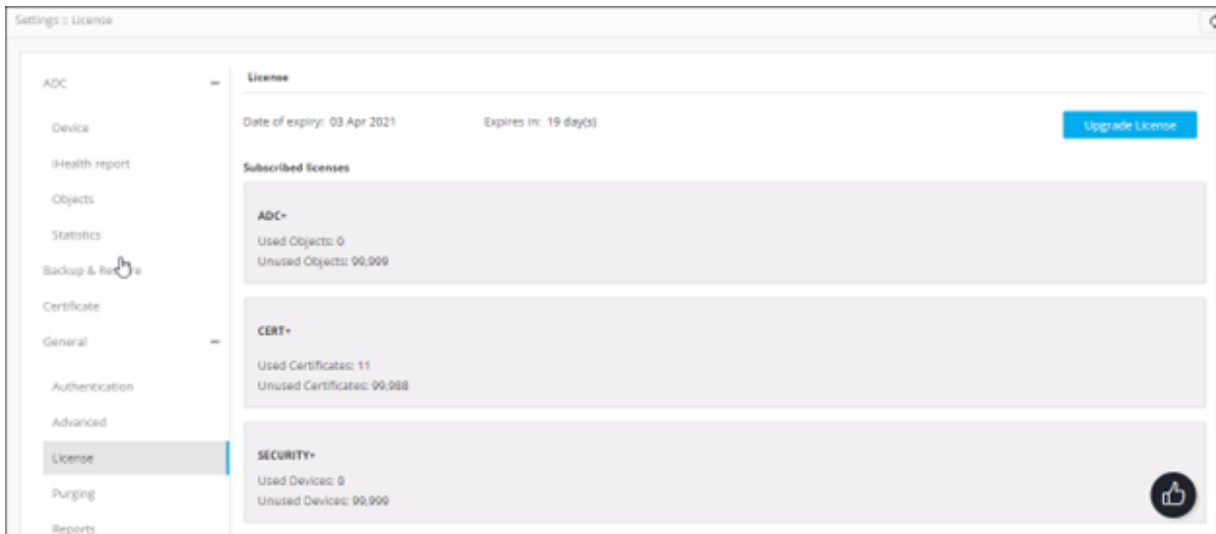 Settings :: License
ADC
Device
iHealth report
Objects
Statistics
Backup & Re
Certificate
General
Authentication
Advanced
License
Purging
Reports
License
Date of expiry: 03 Apr 2021 Expires in: 19 day(s)
Upgrade License
Subscribed licenses
ADC+
Used Objects: 0
Unused Objects: 99,999
CERT+
Used Certificates: 11
Unused Certificates: 99,988
SECURITY+
Used Devices: 0
Unused Devices: 99,999